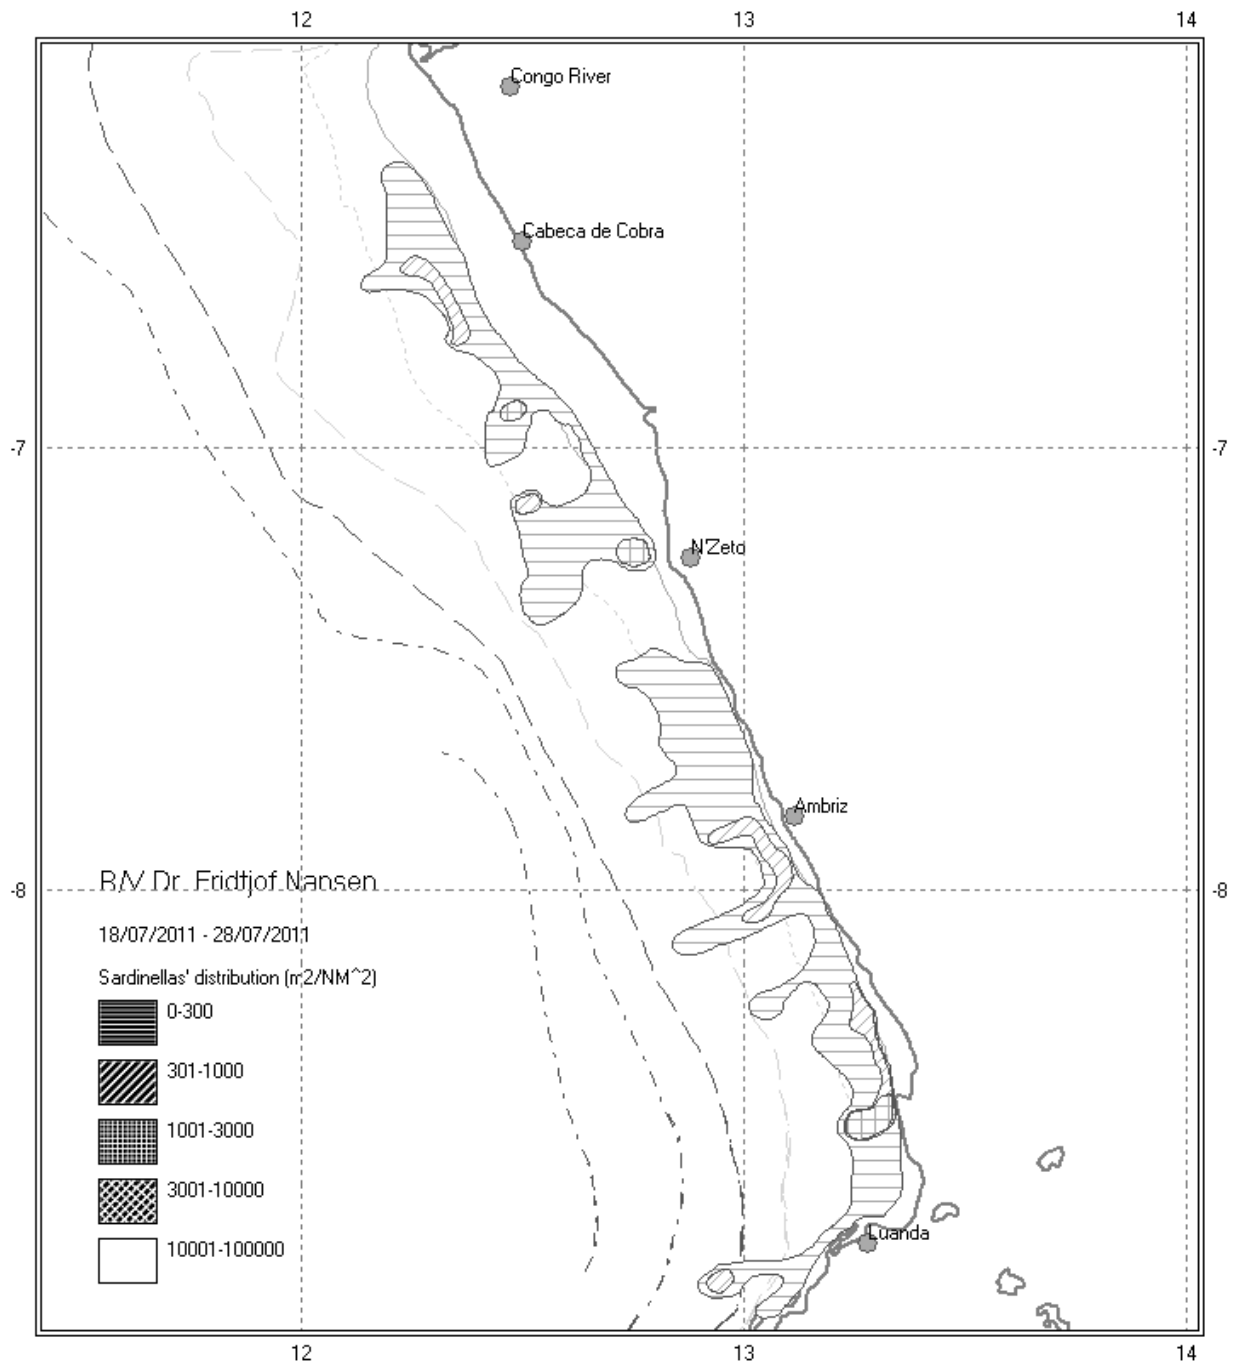 12 13 14
Congo River
Cabeca de Cobra
-7 -7
N'Zeto
Ambriz
-8 -8
R/V Dr. Fridtjof Nansen
18/07/2011 - 28/07/2011
Sardinellas' distribution (m2/NM^2)
0-300
301-1000
1001-3000
3001-10000
10001-100000
Luanda
12 13 14